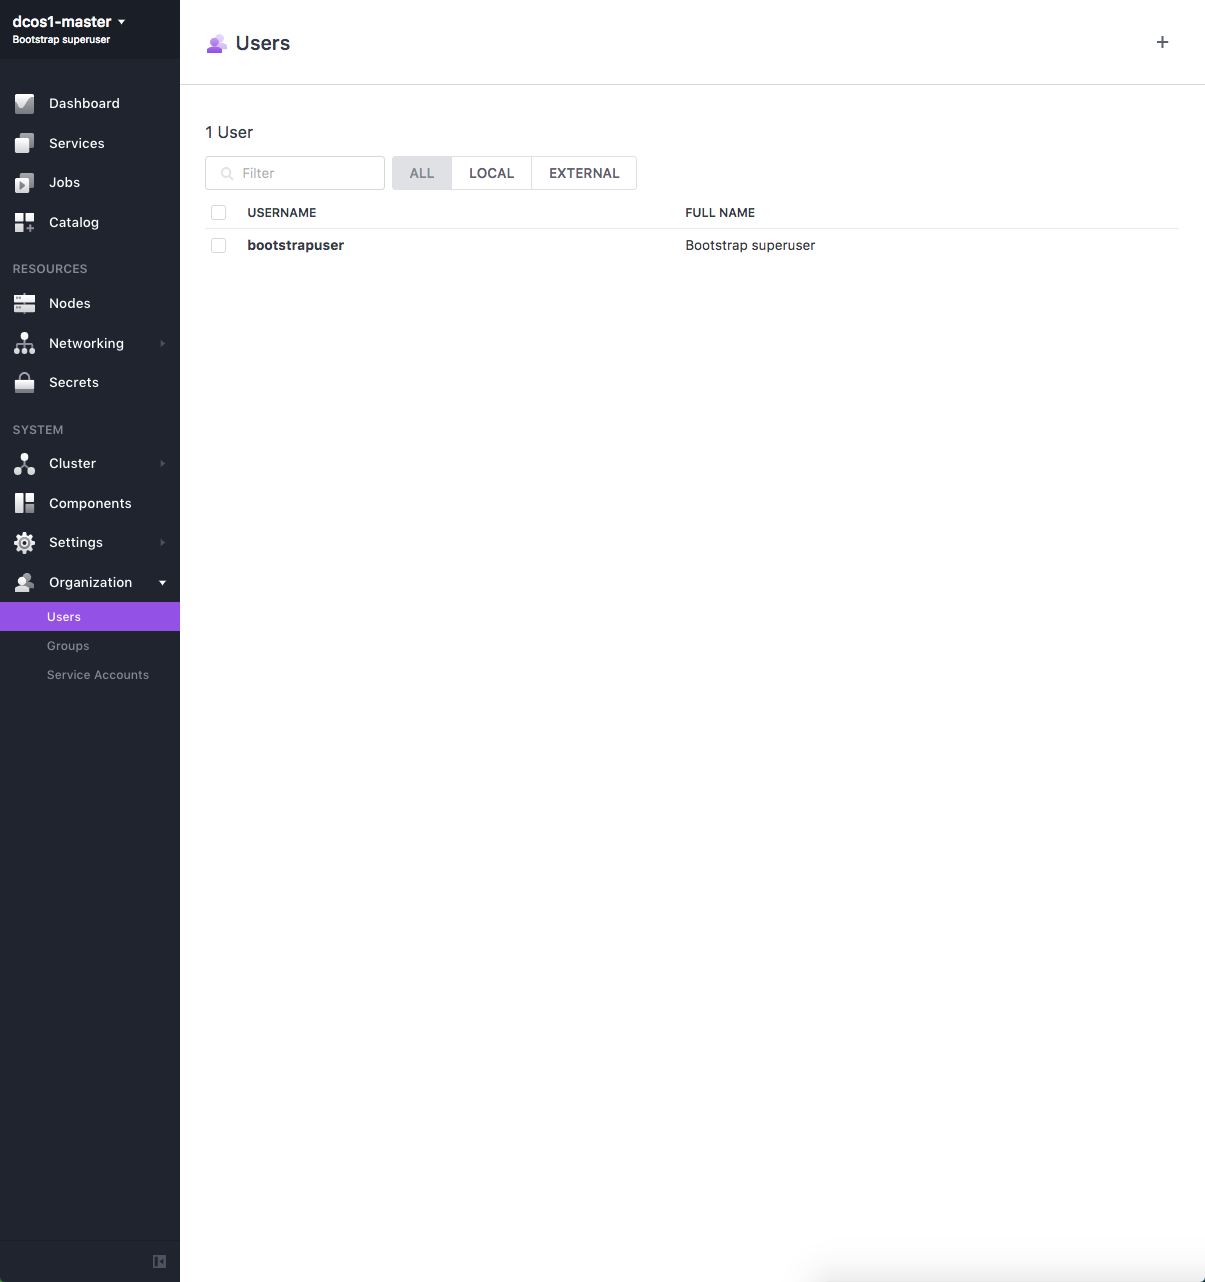 dcos1-master
Bootstrap superuser
Dashboard
Services
Jobs
Catalog
RESOURCES
Nodes
Networking
Secrets
SYSTEM
Cluster
Components
Settings
Organization
Users
Groups
Service Accounts
Users
+
1 User
Filter ALL LOCAL EXTERNAL
USERNAME FULL NAME
bootstrapuser Bootstrap superuser